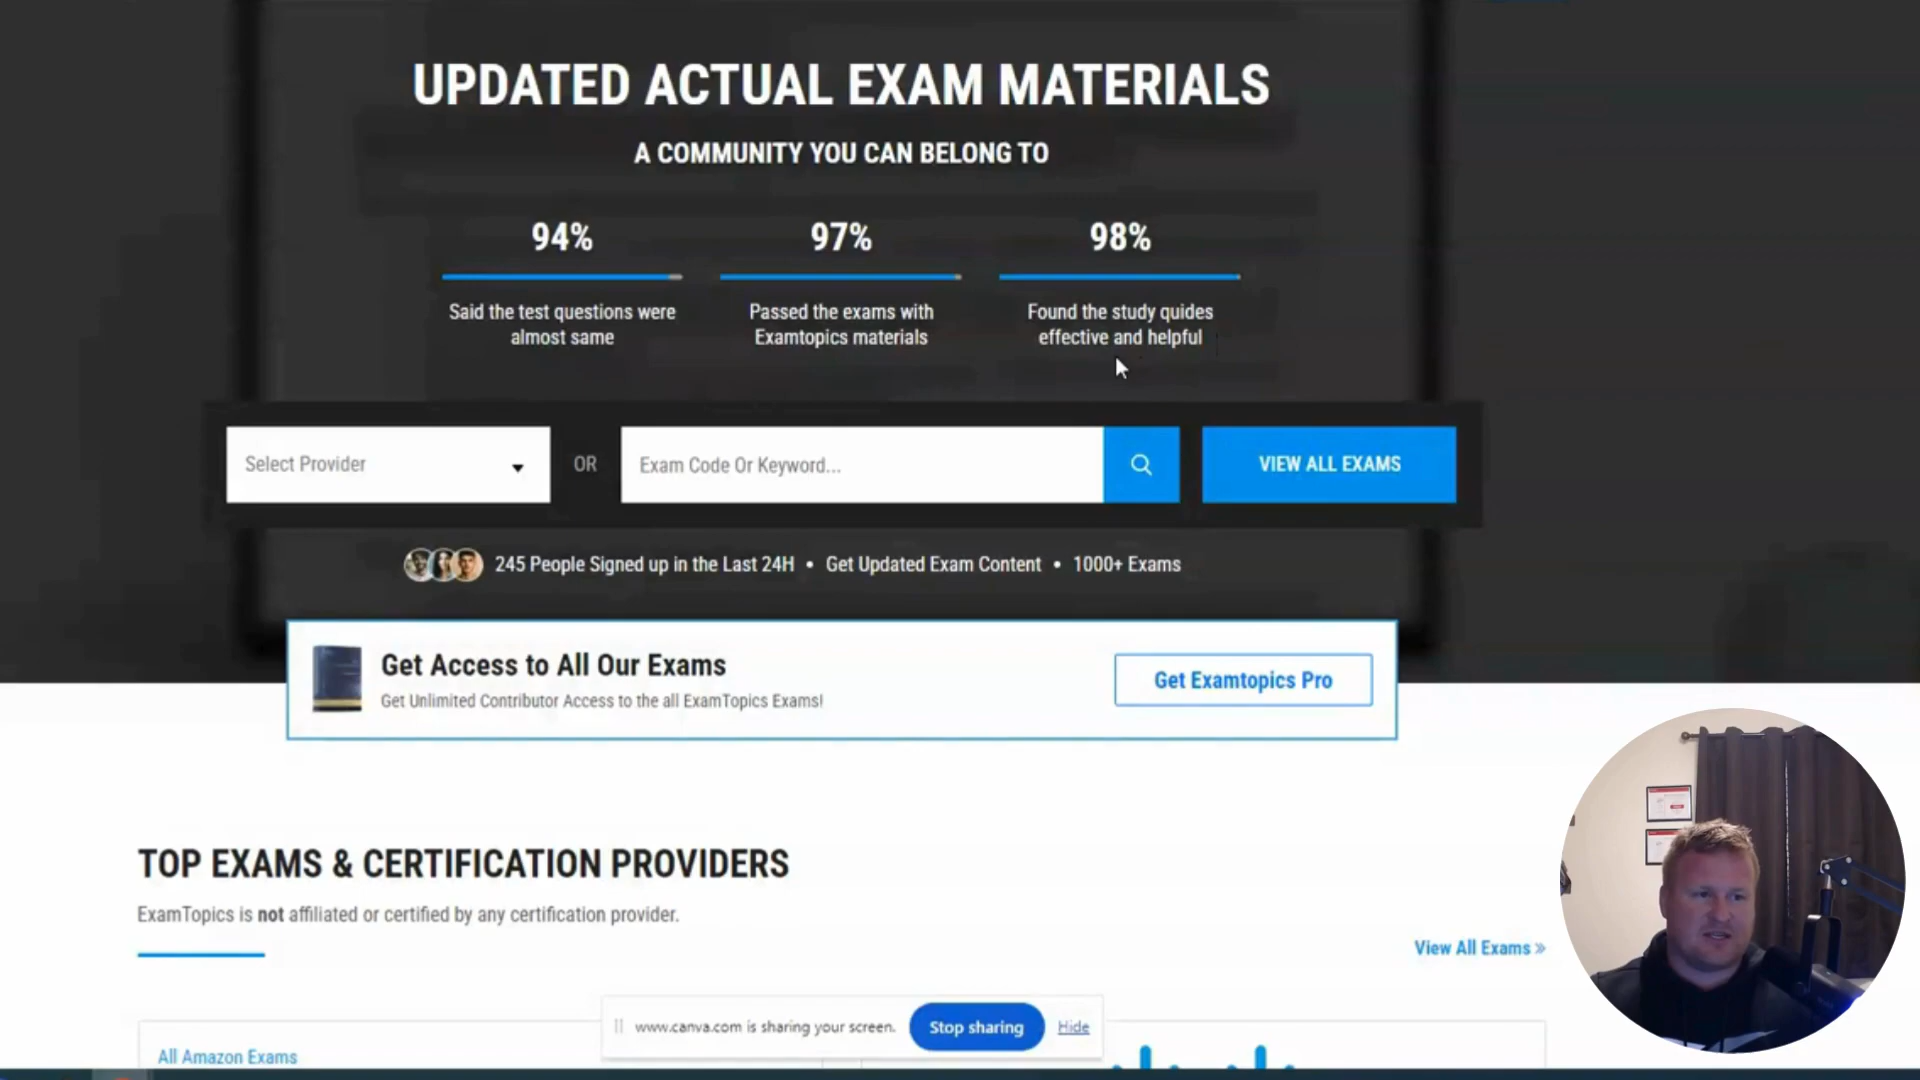 UPDATED ACTUAL EXAM MATERIALS
A COMMUNITY YOU CAN BELONG TO
94%
97%
98%
Said the test questions were
almost same
Passed the exams with
Examtopics materials
Found the study guides
effective and helpful
Select Provider
OR
Exam Code Or Keyword...
VIEW ALL EXAMS
245 People Signed up in the Last 24H • Get Updated Exam Content • 1000+ Exams
Get Access to All Our Exams
Get Unlimited Contributor Access to the all ExamTopics Exams!
Get Examtopics Pro
TOP EXAMS & CERTIFICATION PROVIDERS
ExamTopics is not affiliated or certified by any certification provider.
View All Exams »
www.canva.com is sharing your screen.
Stop sharing
Hide
All Amazon Exams